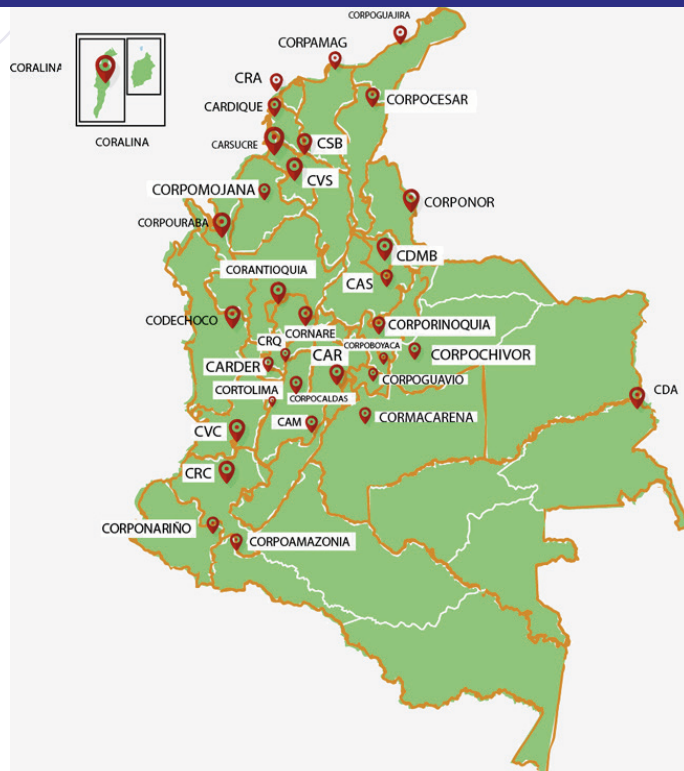 CORPOGUAJIRA
CORPAMAG
CORALINA
CRA
CORPOCESAR
CARDIQUE
CORALINA
CARSUCRE
CSB
CVS
CORPOMOJANA
CORPONOR
CORPOURABA
CDMB
CORANTIOQUIA
CAS
CODECHOCO
CORNARE
CORPORINOQUIA
CRQ
CORPOBOYACA
CAR
CORPOCHIVOR
CARDER
CORPOGUAVIO
CORTOLIMA
CORPOCALDAS
CDA
CAM
CORMACARENA
CVC
CRC
CORPONARIÑO
CORPOAMAZONIA